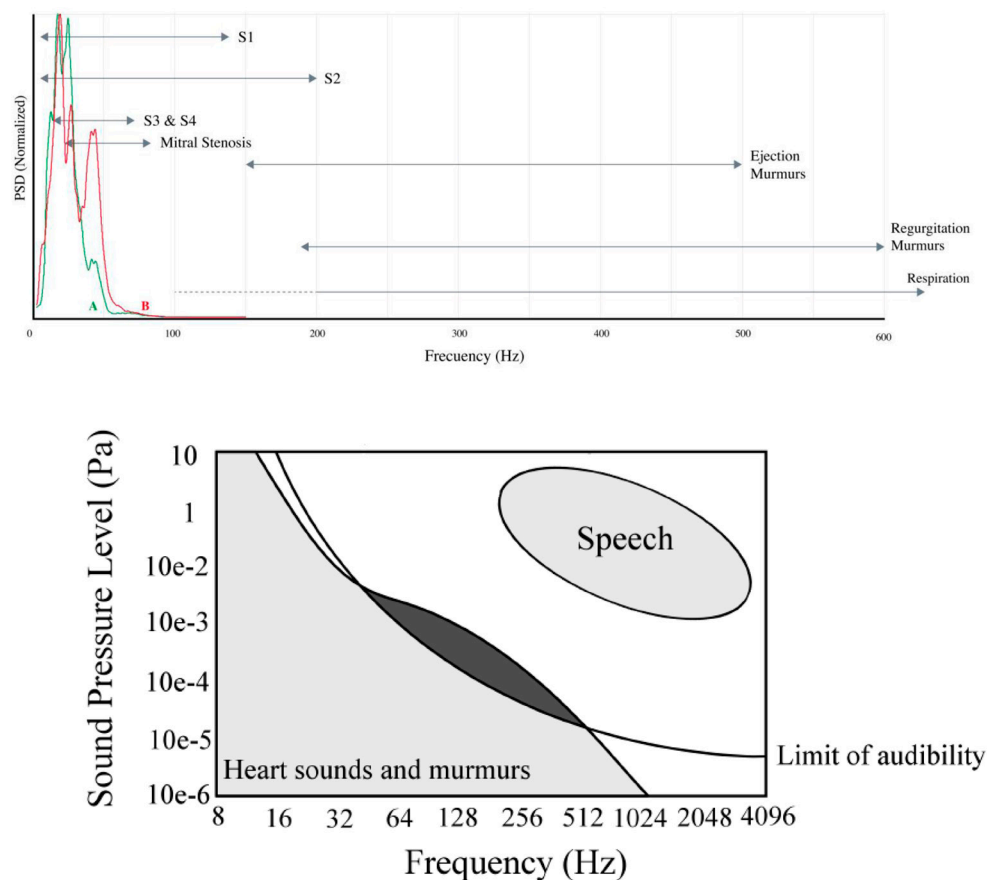 PSD (Normalized)
S1
S2
S3 & S4
Mitral Stenosis
Ejection
Murmurs
Regurgitation
Murmurs
Respiration
A
B
0
100
200
300
400
500
600
Frecuency (Hz)
Sound Pressure Level (Pa)
10
1
10e-2
10e-3
10e-4
10e-5
10e-6
Speech
Heart sounds and murmurs
Limit of audibility
8
16
32
64
128
256
512
1024
2048
4096
Frequency (Hz)